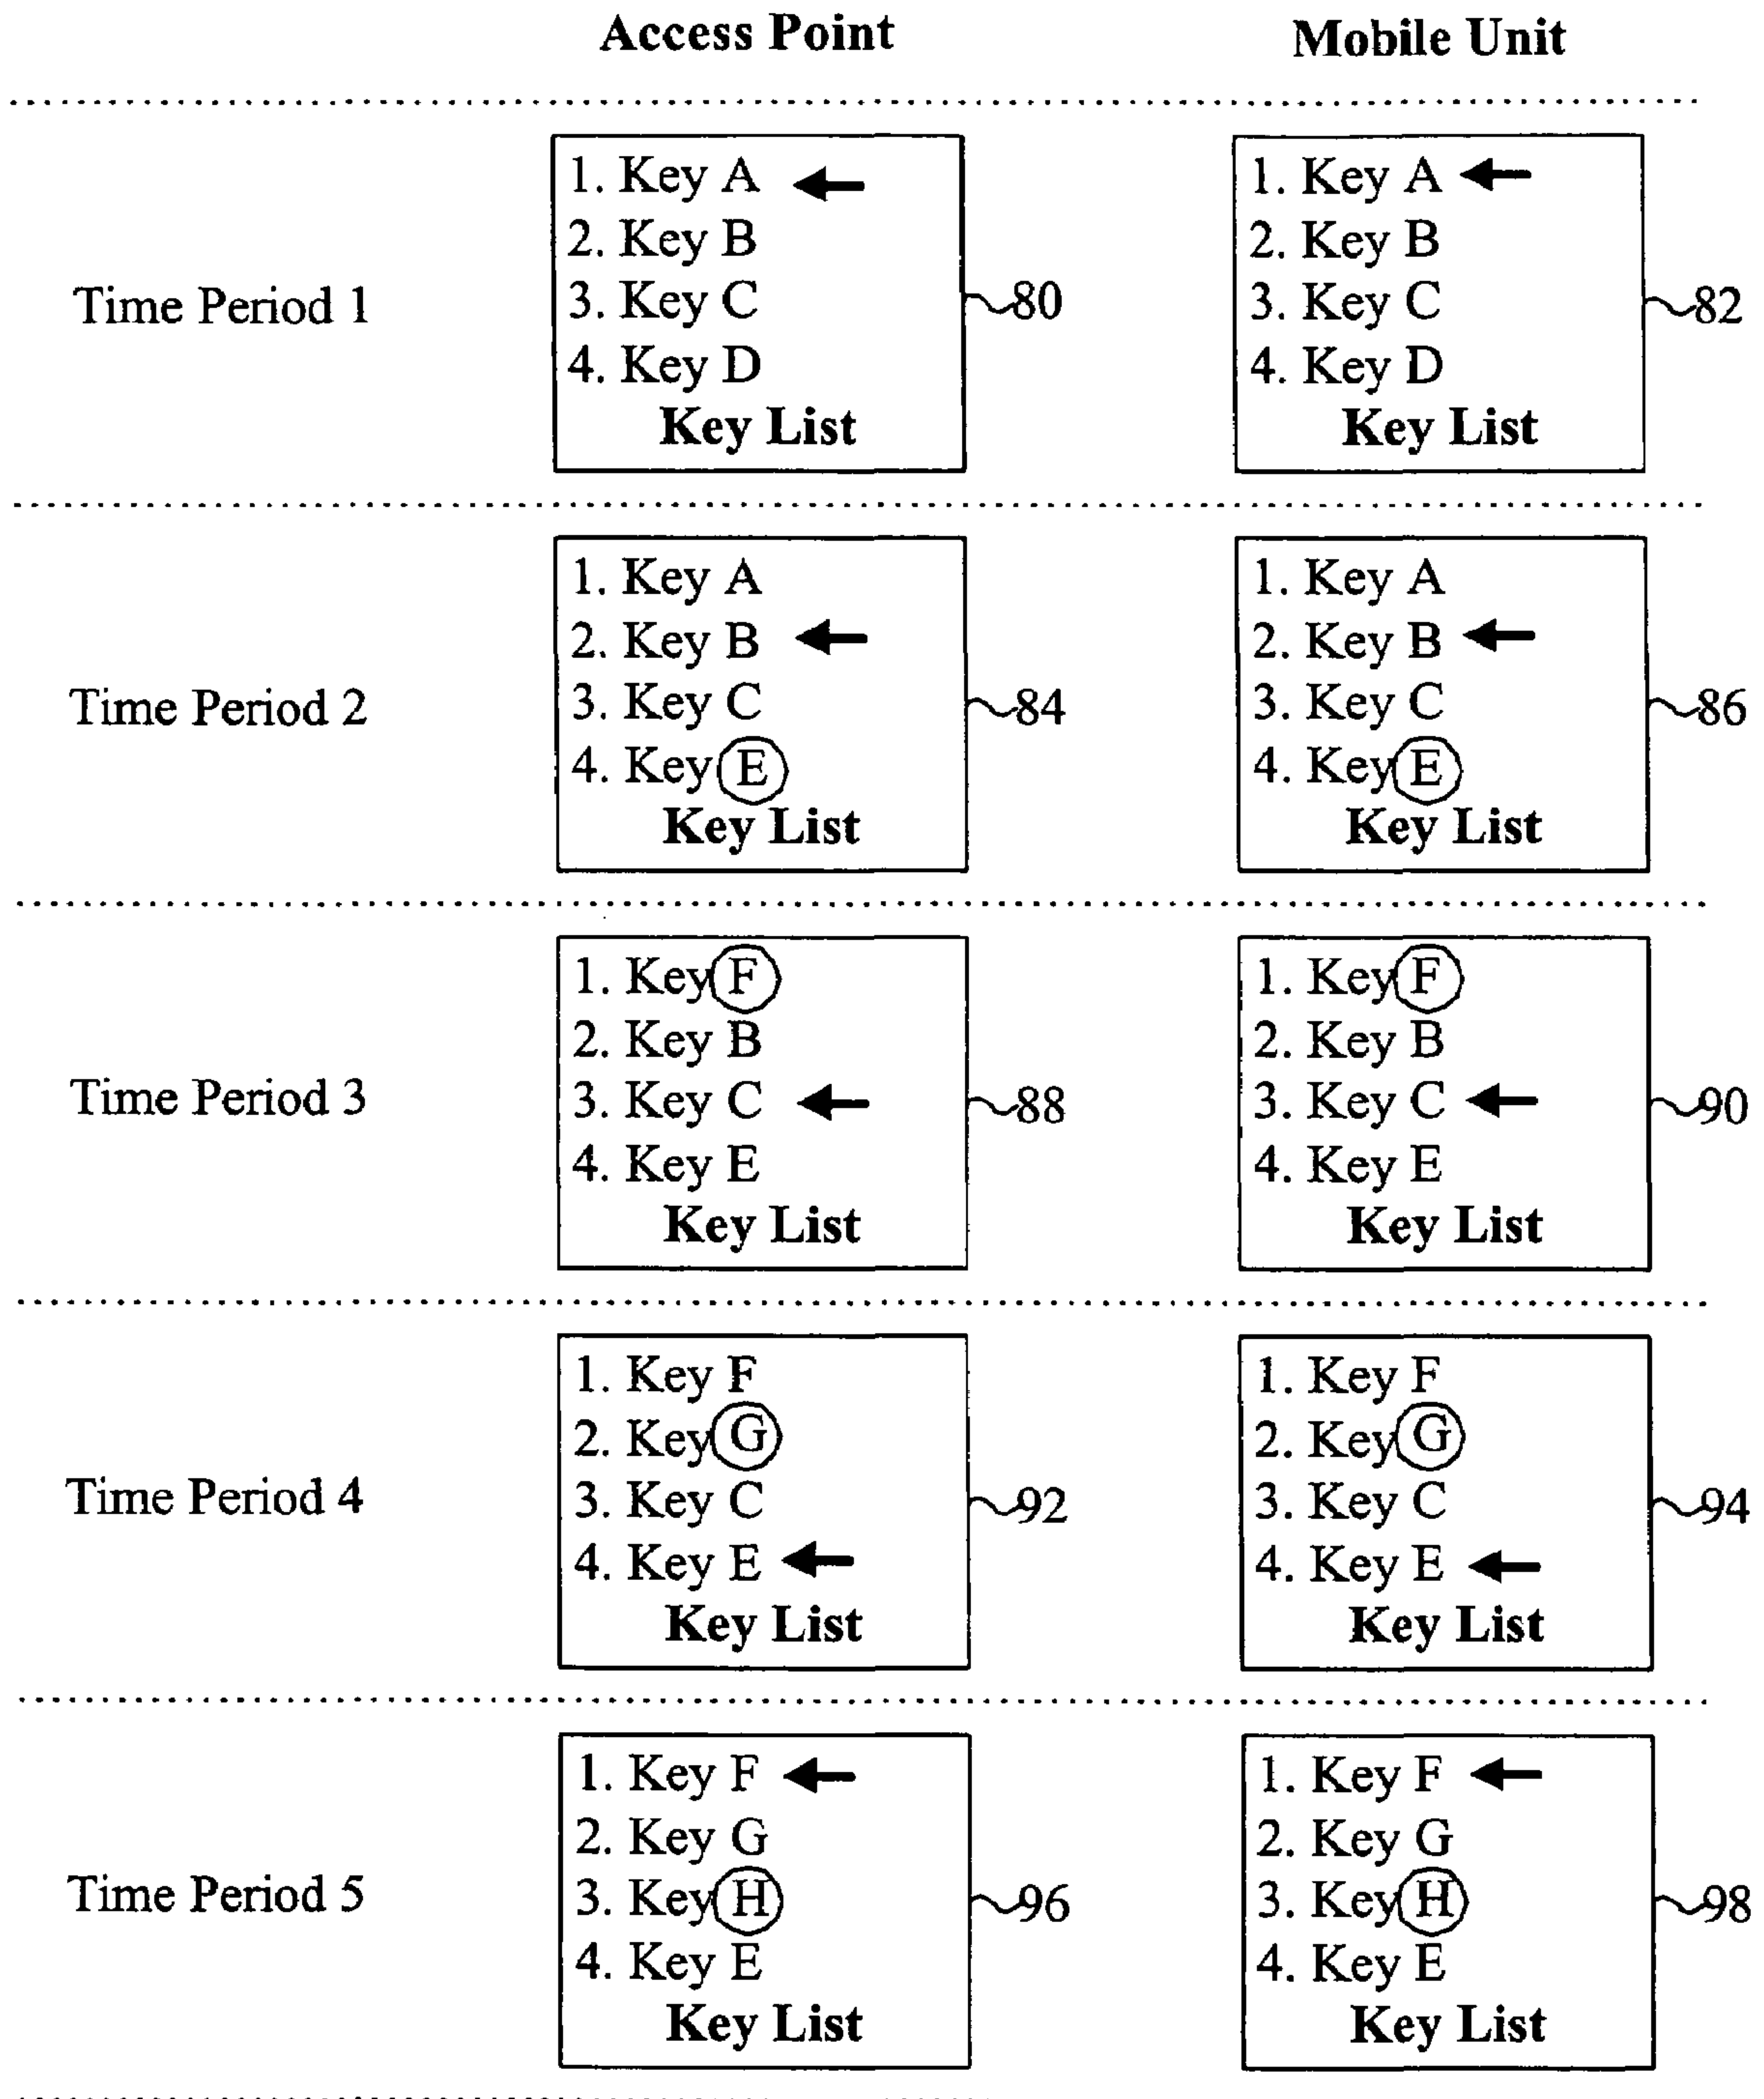 Access Point
Mobile Unit
Time Period 1
1. Key A
2. Key B
3. Key C
4. Key D
Key List
80
1. Key A
2. Key B
3. Key C
4. Key D
Key List
82
Time Period 2
1. Key A
2. Key B
3. Key C
4. Key E
Key List
84
1. Key A
2. Key B
3. Key C
4. Key E
Key List
86
Time Period 3
1. Key F
2. Key B
3. Key C
4. Key E
Key List
88
1. Key F
2. Key B
3. Key C
4. Key E
Key List
90
Time Period 4
1. Key F
2. Key G
3. Key C
4. Key E
Key List
92
1. Key F
2. Key G
3. Key C
4. Key E
Key List
94
Time Period 5
1. Key F
2. Key G
3. Key H
4. Key E
Key List
96
1. Key F
2. Key G
3. Key H
4. Key E
Key List
98